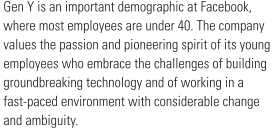 Gen Y is an important demographic at Facebook,
where most employees are under 40. The company
values the passion and pioneering spirit of its young
employees who embrace the challenges of building
groundbreaking technology and of working in a
fast-paced environment with considerable change
and ambiguity.